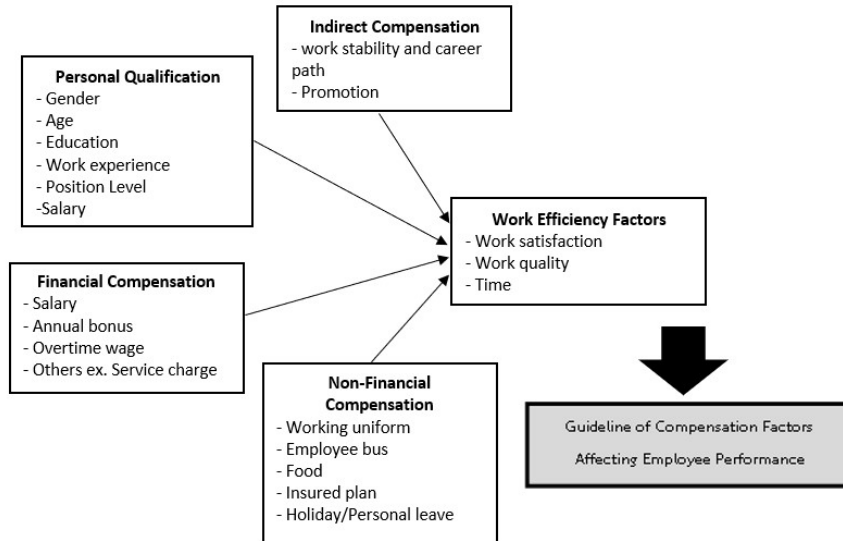 Indirect Compensation
- work stability and career
path
- Promotion
Personal Qualification
- Gender
- Age
- Education
- Work experience
- Position Level
-Salary
Work Efficiency Factors
- Work satisfaction
- Work quality
- Time
Financial Compensation
- Salary
- Annual bonus
- Overtime wage
- Others ex. Service charge
Non-Financial
Compensation
- Working uniform
- Employee bus
- Food
- Insured plan
- Holiday/Personal leave
Guideline of Compensation Factors
Affecting Employee Performance